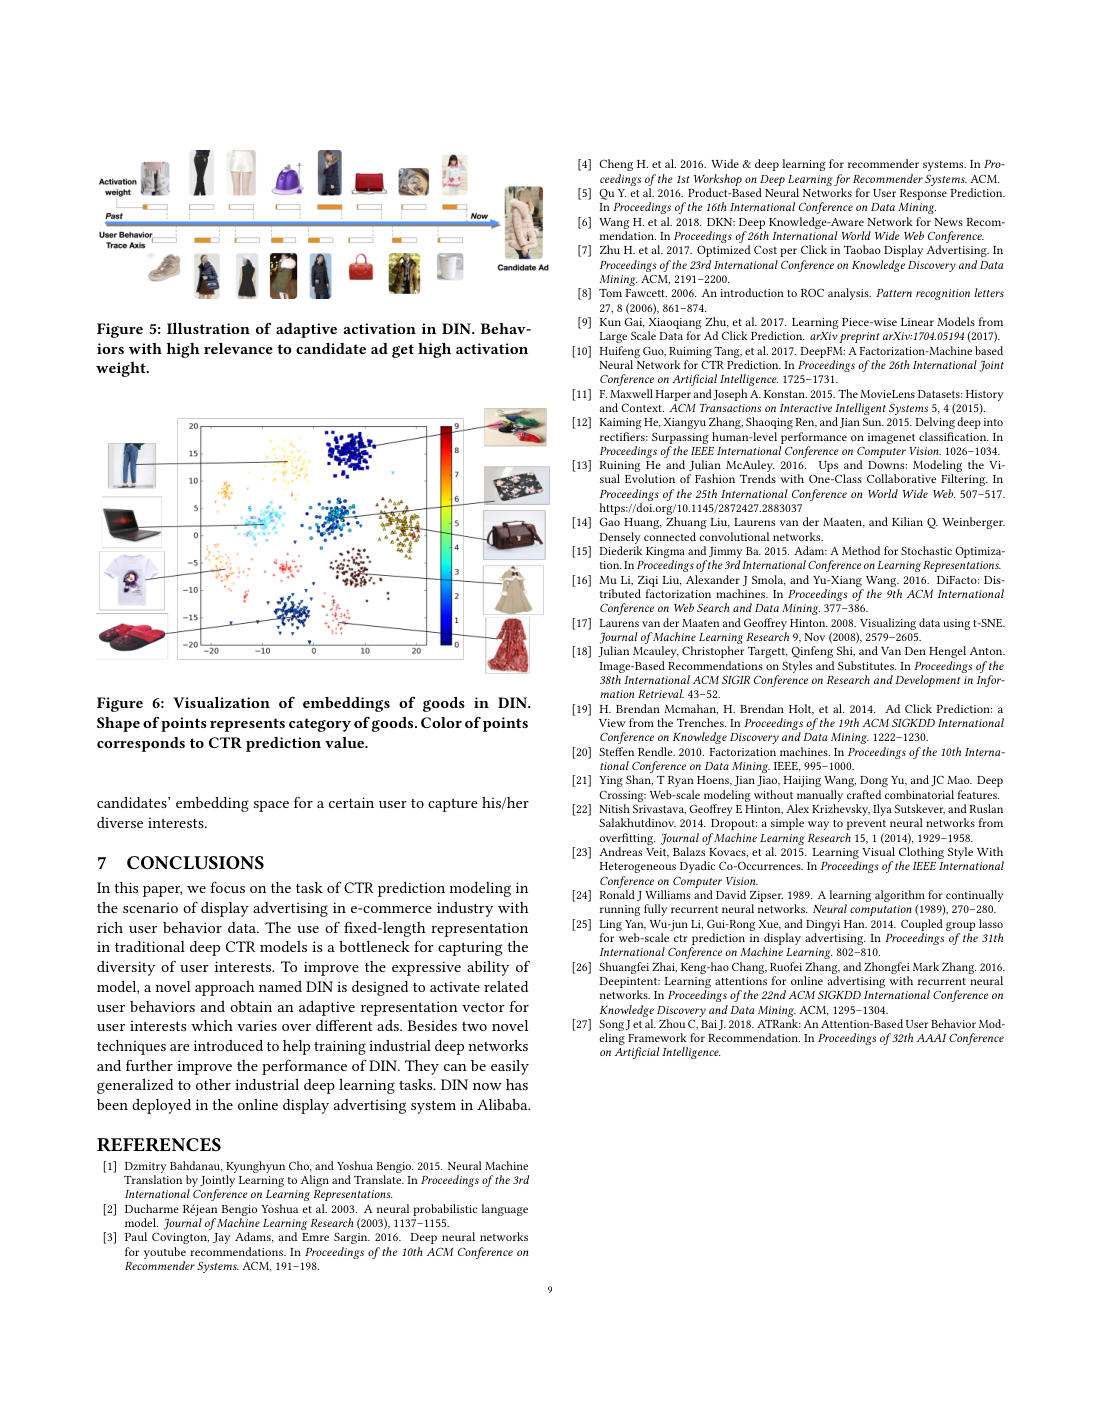 Activation
weight
Past
Now
User Behavior
Trace Axis
Candidate Ad
Figure 5: Illustration of adaptive activation in DIN. Behav-
iors with high relevance to candidate ad get high activation
weight.
20
15
10
5
0
−5
−10
−15
−20
−20
−10
0
10
20
9
8
7
6
5
4
3
2
1
0
Figure 6: Visualization of embeddings of goods in DIN.
Shape of points represents category of goods. Color of points
corresponds to CTR prediction value.
candidates' embedding space for a certain user to capture his/her
diverse interests.
7 CONCLUSIONS
In this paper, we focus on the task of CTR prediction modeling in
the scenario of display advertising in e-commerce industry with
rich user behavior data. The use of fixed-length representation
in traditional deep CTR models is a bottleneck for capturing the
diversity of user interests. To improve the expressive ability of
model, a novel approach named DIN is designed to activate related
user behaviors and obtain an adaptive representation vector for
user interests which varies over different ads. Besides two novel
techniques are introduced to help training industrial deep networks
and further improve the performance of DIN. They can be easily
generalized to other industrial deep learning tasks. DIN now has
been deployed in the online display advertising system in Alibaba.
REFERENCES
[1] Dzmitry Bahdanau, Kyunghyun Cho, and Yoshua Bengio. 2015. Neural Machine
Translation by Jointly Learning to Align and Translate. In Proceedings of the 3rd
International Conference on Learning Representations.
[2] Ducharme Réjean Bengio Yoshua et al. 2003. A neural probabilistic language
model. Journal of Machine Learning Research (2003), 1137–1155.
[3] Paul Covington, Jay Adams, and Emre Sargin. 2016. Deep neural networks
for youtube recommendations. In Proceedings of the 10th ACM Conference on
Recommender Systems. ACM, 191–198.
[4] Cheng H. et al. 2016. Wide & deep learning for recommender systems. In Pro-
ceedings of the 1st Workshop on Deep Learning for Recommender Systems. ACM.
[5] Qu Y. et al. 2016. Product-Based Neural Networks for User Response Prediction.
In Proceedings of the 16th International Conference on Data Mining.
[6] Wang H. et al. 2018. DKN: Deep Knowledge-Aware Network for News Recom-
mendation. In Proceedings of 26th International World Wide Web Conference.
[7] Zhu H. et al. 2017. Optimized Cost per Click in Taobao Display Advertising. In
Proceedings of the 23rd International Conference on Knowledge Discovery and Data
Mining. ACM, 2191–2200.
[8] Tom Fawcett. 2006. An introduction to ROC analysis. Pattern recognition letters
27, 8 (2006), 861–874.
[9] Kun Gai, Xiaoqiang Zhu, et al. 2017. Learning Piece-wise Linear Models from
Large Scale Data for Ad Click Prediction. arXiv preprint arXiv:1704.05194 (2017).
[10] Huifeng Guo, Ruiming Tang, et al. 2017. DeepFM: A Factorization-Machine based
Neural Network for CTR Prediction. In Proceedings of the 26th International Joint
Conference on Artificial Intelligence. 1725–1731.
[11] F. Maxwell Harper and Joseph A. Konstan. 2015. The MovieLens Datasets: History
and Context. ACM Transactions on Interactive Intelligent Systems 5, 4 (2015).
[12] Kaiming He, Xiangyu Zhang, Shaoqing Ren, and Jian Sun. 2015. Delving deep into
rectifiers: Surpassing human-level performance on imagenet classification. In
Proceedings of the IEEE International Conference on Computer Vision. 1026–1034.
[13] Ruining He and Julian McAuley. 2016. Ups and Downs: Modeling the Vi-
sual Evolution of Fashion Trends with One-Class Collaborative Filtering. In
Proceedings of the 25th International Conference on World Wide Web. 507–517.
https://doi.org/10.1145/2872427.2883037
[14] Gao Huang, Zhuang Liu, Laurens van der Maaten, and Kilian Q. Weinberger.
Densely connected convolutional networks.
[15] Diederik Kingma and Jimmy Ba. 2015. Adam: A Method for Stochastic Optimiza-
tion. In Proceedings of the 3rd International Conference on Learning Representations.
[16] Mu Li, Ziqi Liu, Alexander J Smola, and Yu-Xiang Wang. 2016. DiFacto: Dis-
tributed factorization machines. In Proceedings of the 9th ACM International
Conference on Web Search and Data Mining. 377–386.
[17] Laurens van der Maaten and Geoffrey Hinton. 2008. Visualizing data using t-SNE.
Journal of Machine Learning Research 9, Nov (2008), 2579–2605.
[18] Julian Mcauley, Christopher Targett, Qinfeng Shi, and Van Den Hengel Anton.
Image-Based Recommendations on Styles and Substitutes. In Proceedings of the
38th International ACM SIGIR Conference on Research and Development in Infor-
mation Retrieval. 43–52.
[19] H. Brendan Mcmahan, H. Brendan Holt, et al. 2014. Ad Click Prediction: a
View from the Trenches. In Proceedings of the 19th ACM SIGKDD International
Conference on Knowledge Discovery and Data Mining. 1222–1230.
[20] Steffen Rendle. 2010. Factorization machines. In Proceedings of the 10th Interna-
tional Conference on Data Mining. IEEE, 995–1000.
[21] Ying Shan, T Ryan Hoens, Jian Jiao, Haijing Wang, Dong Yu, and JC Mao. Deep
Crossing: Web-scale modeling without manually crafted combinatorial features.
[22] Nitish Srivastava, Geoffrey E Hinton, Alex Krizhevsky, Ilya Sutskever, and Ruslan
Salakhutdinov. 2014. Dropout: a simple way to prevent neural networks from
overfitting. Journal of Machine Learning Research 15, 1 (2014), 1929–1958.
[23] Andreas Veit, Balazs Kovacs, et al. 2015. Learning Visual Clothing Style With
Heterogeneous Dyadic Co-Occurrences. In Proceedings of the IEEE International
Conference on Computer Vision.
[24] Ronald J Williams and David Zipser. 1989. A learning algorithm for continually
running fully recurrent neural networks. Neural computation (1989), 270–280.
[25] Ling Yan, Wu-jun Li, Gui-Rong Xue, and Dingyi Han. 2014. Coupled group lasso
for web-scale ctr prediction in display advertising. In Proceedings of the 31th
International Conference on Machine Learning. 802–810.
[26] Shuangfei Zhai, Keng-hao Chang, Ruofei Zhang, and Zhongfei Mark Zhang. 2016.
Deepintent: Learning attentions for online advertising with recurrent neural
networks. In Proceedings of the 22nd ACM SIGKDD International Conference on
Knowledge Discovery and Data Mining. ACM, 1295–1304.
[27] Song J et al. Zhou C, Bai J. 2018. ATRank: An Attention-Based User Behavior Mod-
eling Framework for Recommendation. In Proceedings of 32th AAAI Conference
on Artificial Intelligence.
9